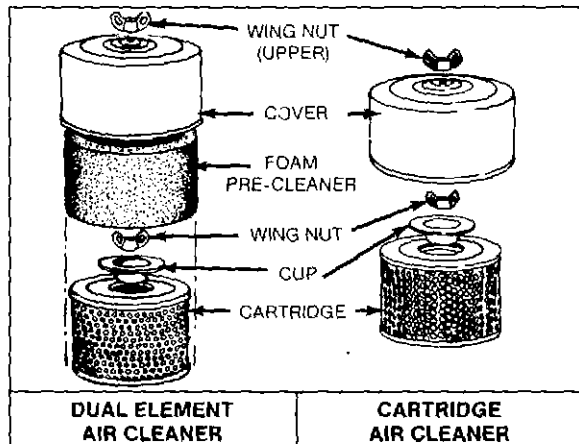 WING NUT
(UPPER)
COVER
FOAM
PRE-CLEANER
WING NUT
CUP
CARTRIDGE
DUAL ELEMENT
AIR CLEANER
CARTRIDGE
AIR CLEANER